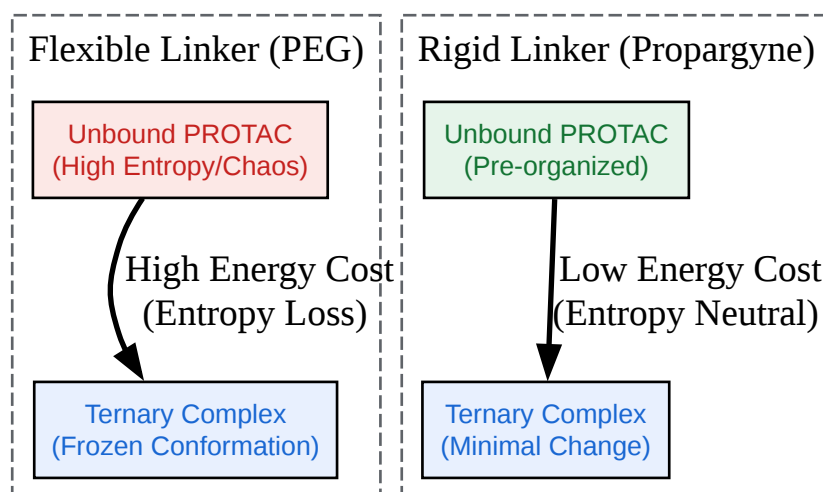 Flexible Linker (PEG)
Unbound PROTAC
(High Entropy/Chaos)
High Energy Cost
(Entropy Loss)
Ternary Complex
(Frozen Conformation)
Rigid Linker (Propargyne)
Unbound PROTAC
(Pre-organized)
Low Energy Cost
(Entropy Neutral)
Ternary Complex
(Minimal Change)